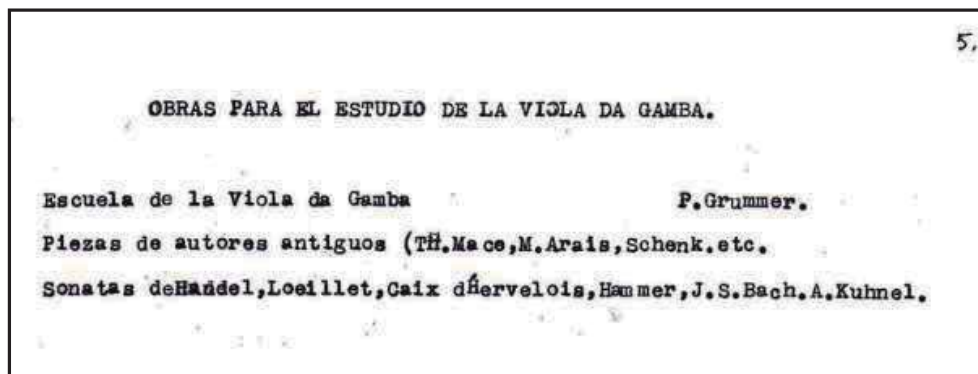 5.
OBRAS PARA EL ESTUDIO DE LA VIOLA DA GAMBA.
Escuela de la Viola da Gamba P.Grummer.
Piezas de autores antiguos (TH.Mace,M.Arais,Schenk.etc.
Sonatas deHandel,Loeillet,Caix dHervelois,Hammer,J.S.Bach.A.Kuhnel.